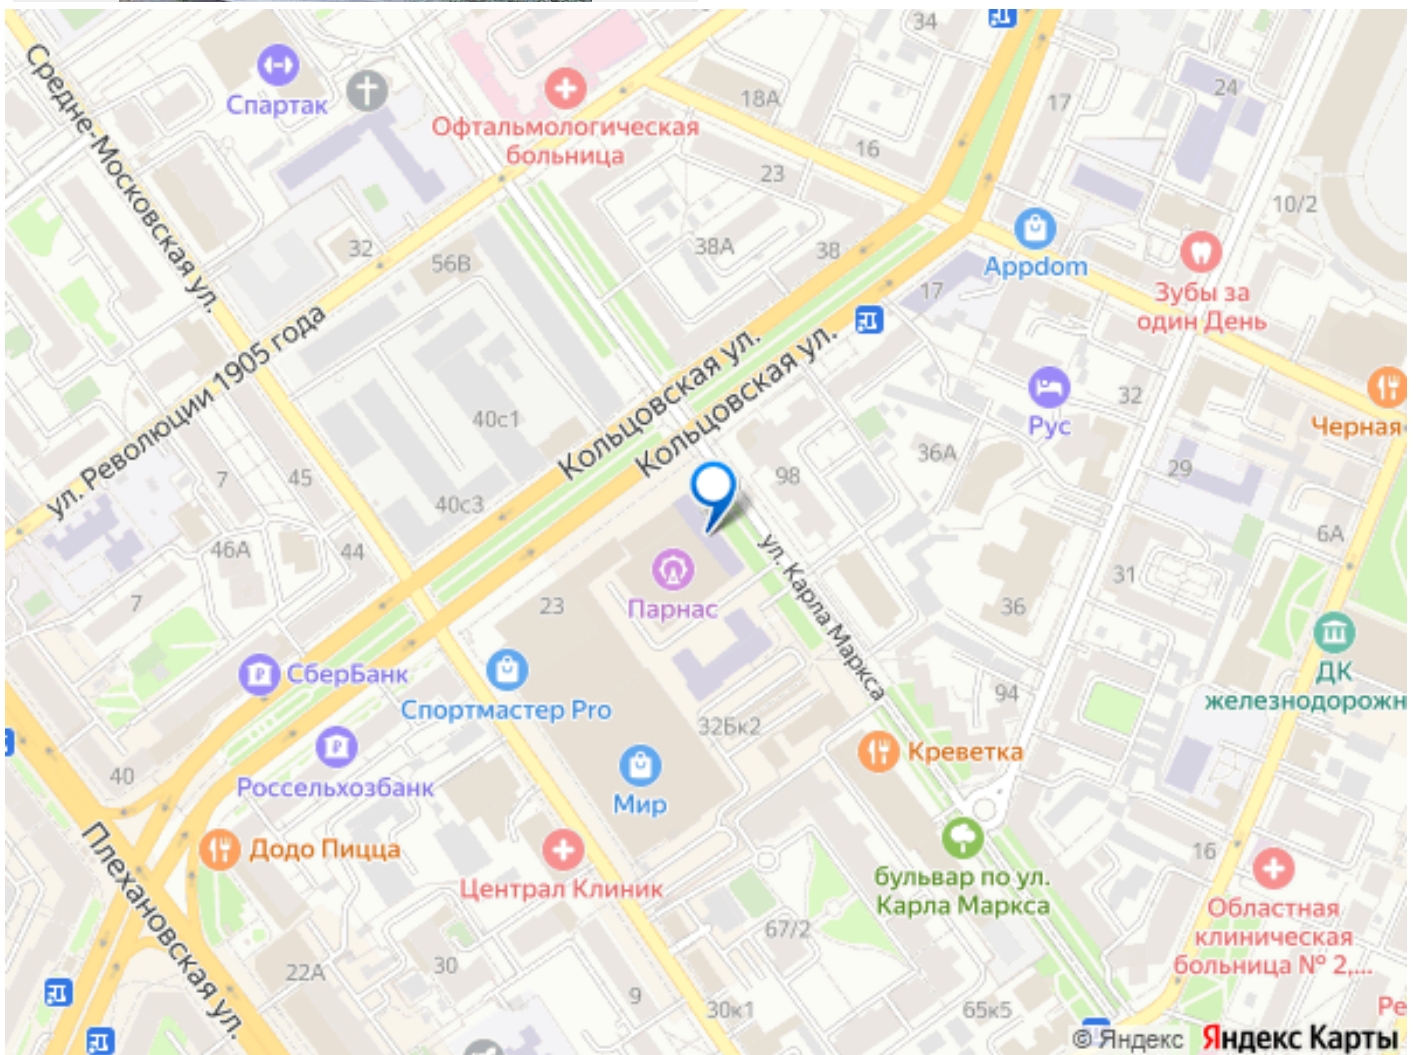 34
24
Средне-Московская ул.
Спартак
18А
17
Офтальмологическая
больница
16
23
10/2
32
56В
38А
38
Appdom
Зубы за
один День
17
ул. Революции 1905 года
Кольцовская ул.
Кольцовская ул.
40с1
Рус
32
Черная
7
45
98
36А
29
40с3
46А
44
6А
7
23
Парнас
ул. Карла Маркса
31
36
СберБанк
Спортмастер Pro
32Бк2
94
ДК
железнодорожн
40
Россельхозбанк
Мир
Креветка
Плехановская ул.
Додо Пицца
Централ Клиник
бульвар по ул.
Карла Маркса
16
Областная
клиническая
больница № 2,...
67/2
22А
30
9
30к1
65к5
Ре
© Яндекс Яндекс Карты